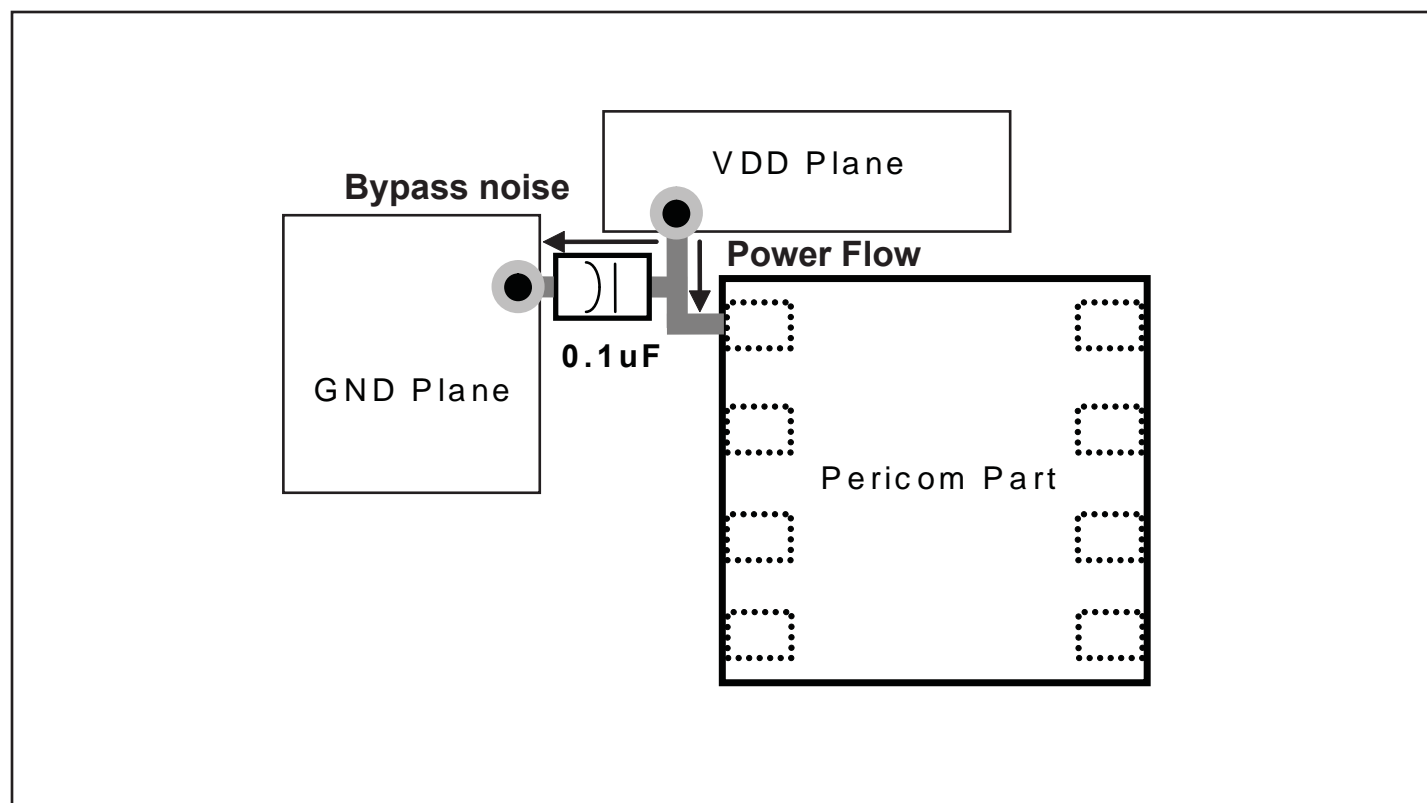 VDD Plane
Bypass noise
Power Flow
0.1uF
GND Plane
Pericom Part